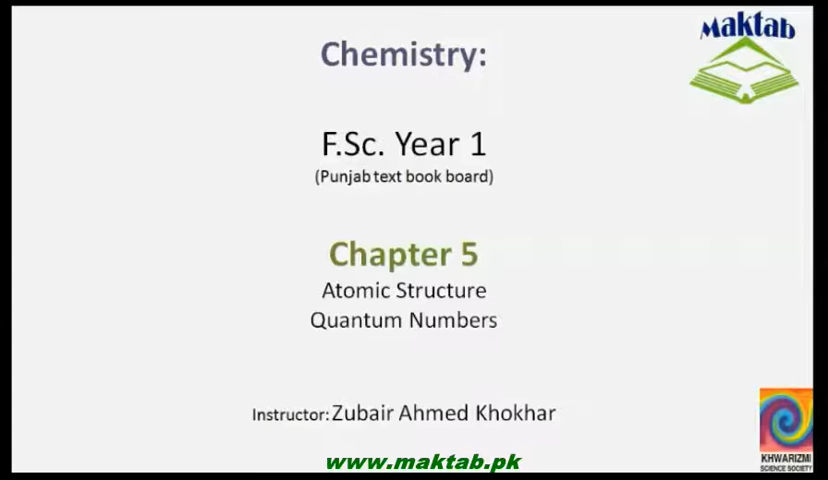 Maktab
Chemistry:
F.Sc. Year 1
(Punjab text book board)
Chapter 5
Atomic Structure
Quantum Numbers
Instructor: Zubair Ahmed Khokhar
KHWARIZMI
SCIENCE SOCIETY
www.maktab.pk